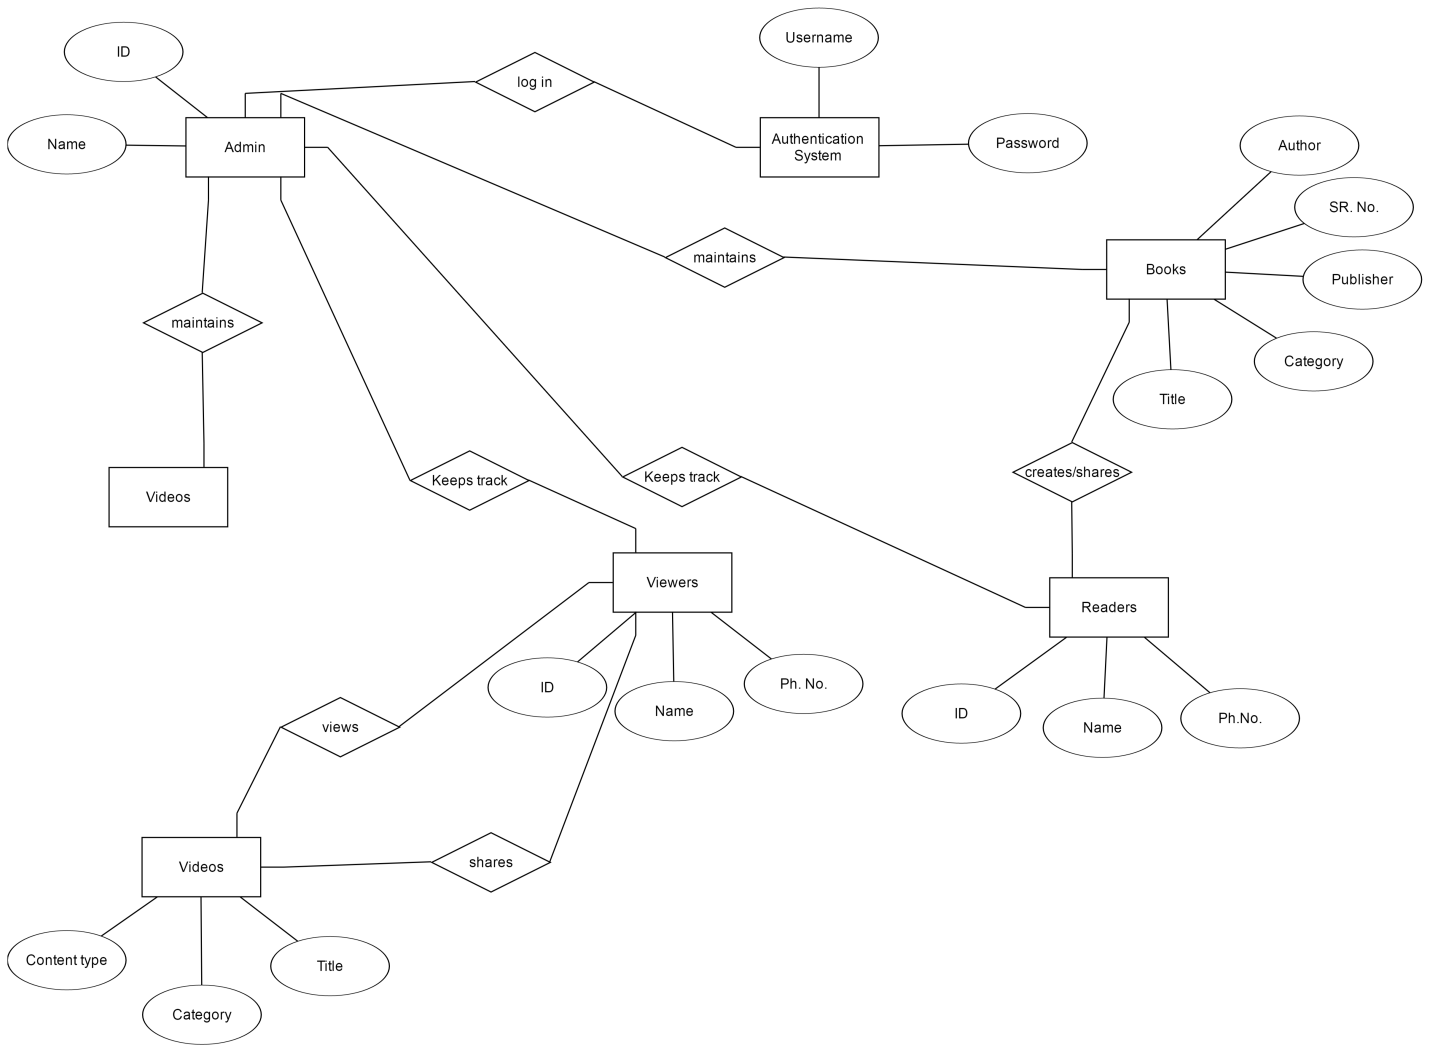 ID
Username
log in
Name
Admin
Authentication
System
Password
Author
SR. No.
maintains
Books
Publisher
maintains
Category
Title
Keeps track
Keeps track
creates/shares
Videos
Viewers
Readers
ID
Name
Ph. No.
ID
Name
Ph.No.
views
Videos
shares
Content type
Title
Category